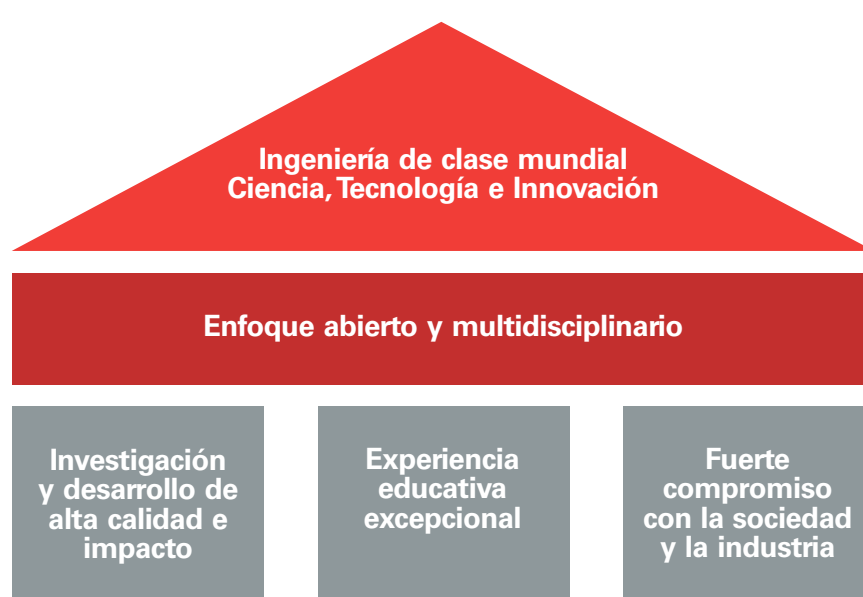 Ingeniería de clase mundial
Ciencia, Tecnología e Innovación
Enfoque abierto y multidisciplinario
Investigación
y desarrollo de
alta calidad e
impacto
Experiencia
educativa
excepcional
Fuerte
compromiso
con la sociedad
y la industria